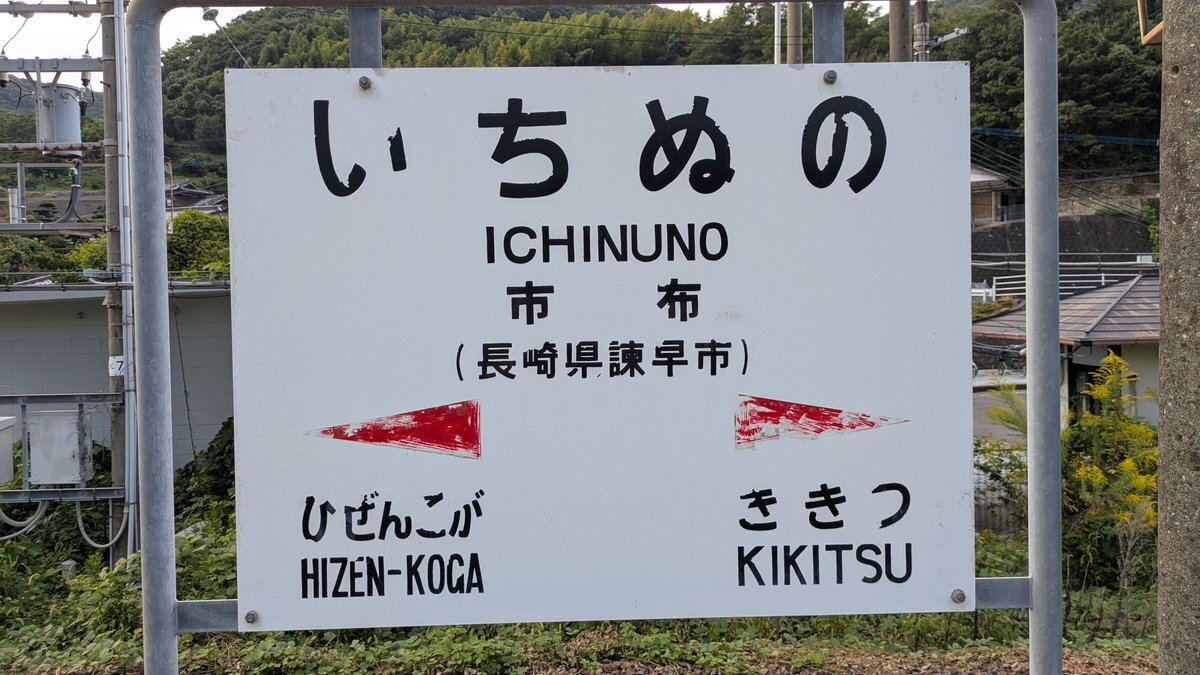 いちぬの
ICHINUNO
市布
(長崎県諫早市)
ひぜんこが ききつ
HIZEN-KOGA KIKITSU
7